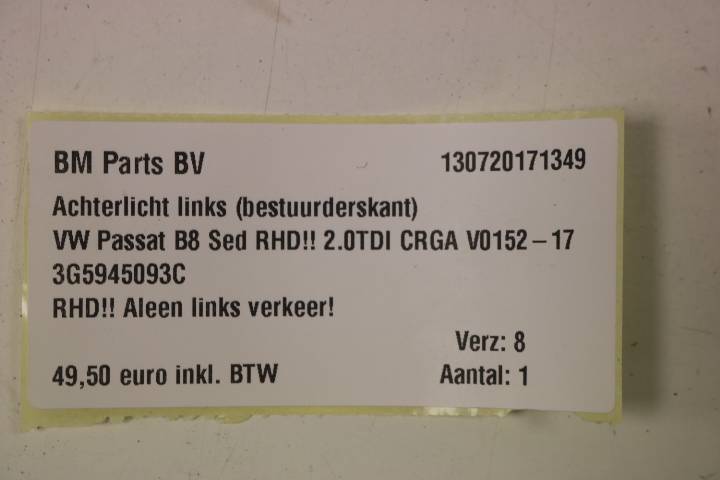 BM Parts BV 130720171349
Achterlicht links (bestuurderskant)
VW Passat B8 Sed RHD!! 2.0TDI CRGA V0152 – 17
3G5945093C
RHD!! Aleen links verkeer!
Verz: 8
49,50 euro inkl. BTW Aantal: 1